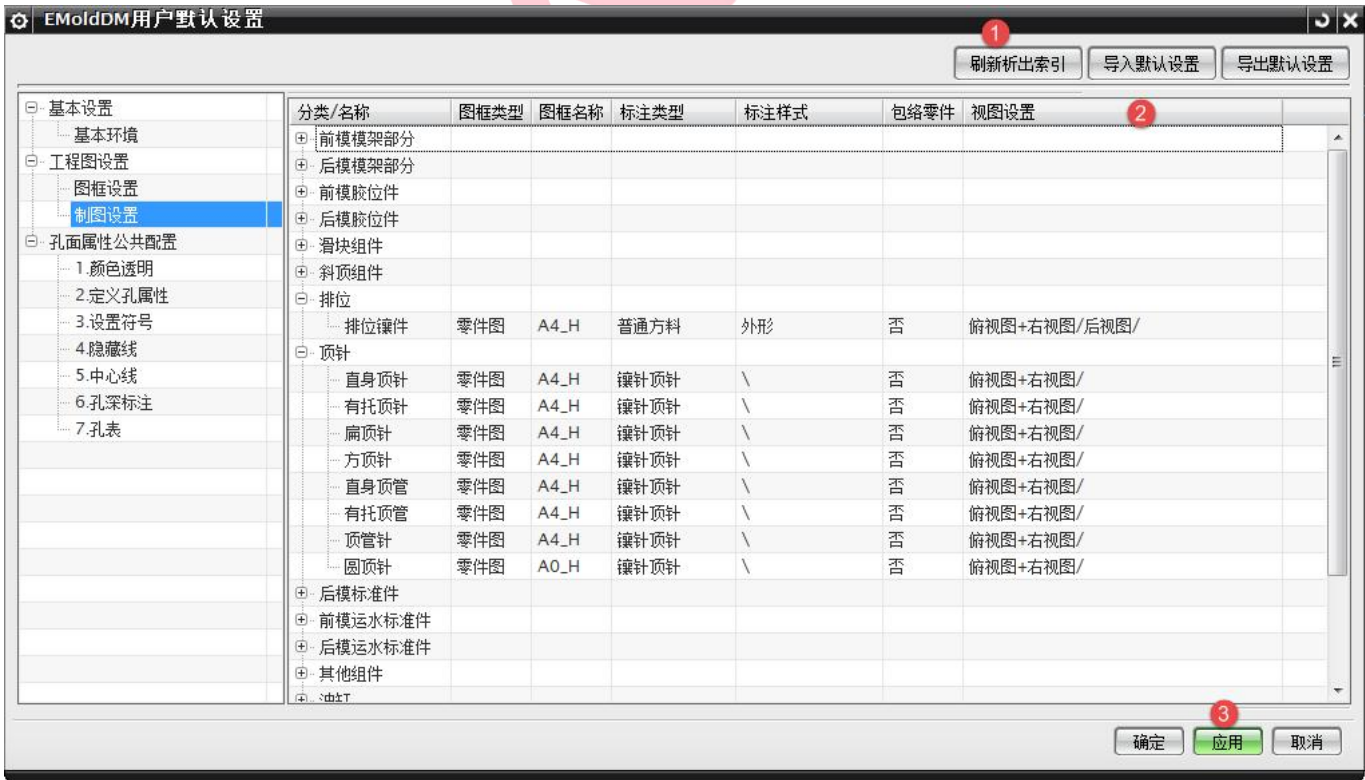 EMoldDM用户默认设置
1
刷新析出索引 导入默认设置 导出默认设置
基本设置
基本环境
工程图设置
图框设置
制图设置
孔面属性公共配置
1.颜色透明
2.定义孔属性
3.设置符号
4.隐藏线
5.中心线
6.孔深标注
7.孔表
分类/名称 图框类型 图框名称 标注类型 标注样式 包络零件 视图设置 2
前模模架部分
后模模架部分
前模胶位件
后模胶位件
滑块组件
斜顶组件
排位
排位镶件 零件图 A4_H 普通方料 外形 否 俯视图+右视图/后视图/
顶针
直身顶针 零件图 A4_H 镶针顶针 \ 否 俯视图+右视图/
有托顶针 零件图 A4_H 镶针顶针 \ 否 俯视图+右视图/
扁顶针 零件图 A4_H 镶针顶针 \ 否 俯视图+右视图/
方顶针 零件图 A4_H 镶针顶针 \ 否 俯视图+右视图/
直身顶管 零件图 A4_H 镶针顶针 \ 否 俯视图+右视图/
有托顶管 零件图 A4_H 镶针顶针 \ 否 俯视图+右视图/
顶管针 零件图 A4_H 镶针顶针 \ 否 俯视图+右视图/
圆顶针 零件图 A0_H 镶针顶针 \ 否 俯视图+右视图/
后模标准件
前模运水标准件
后模运水标准件
其他组件
油缸
3
确定 应用 取消